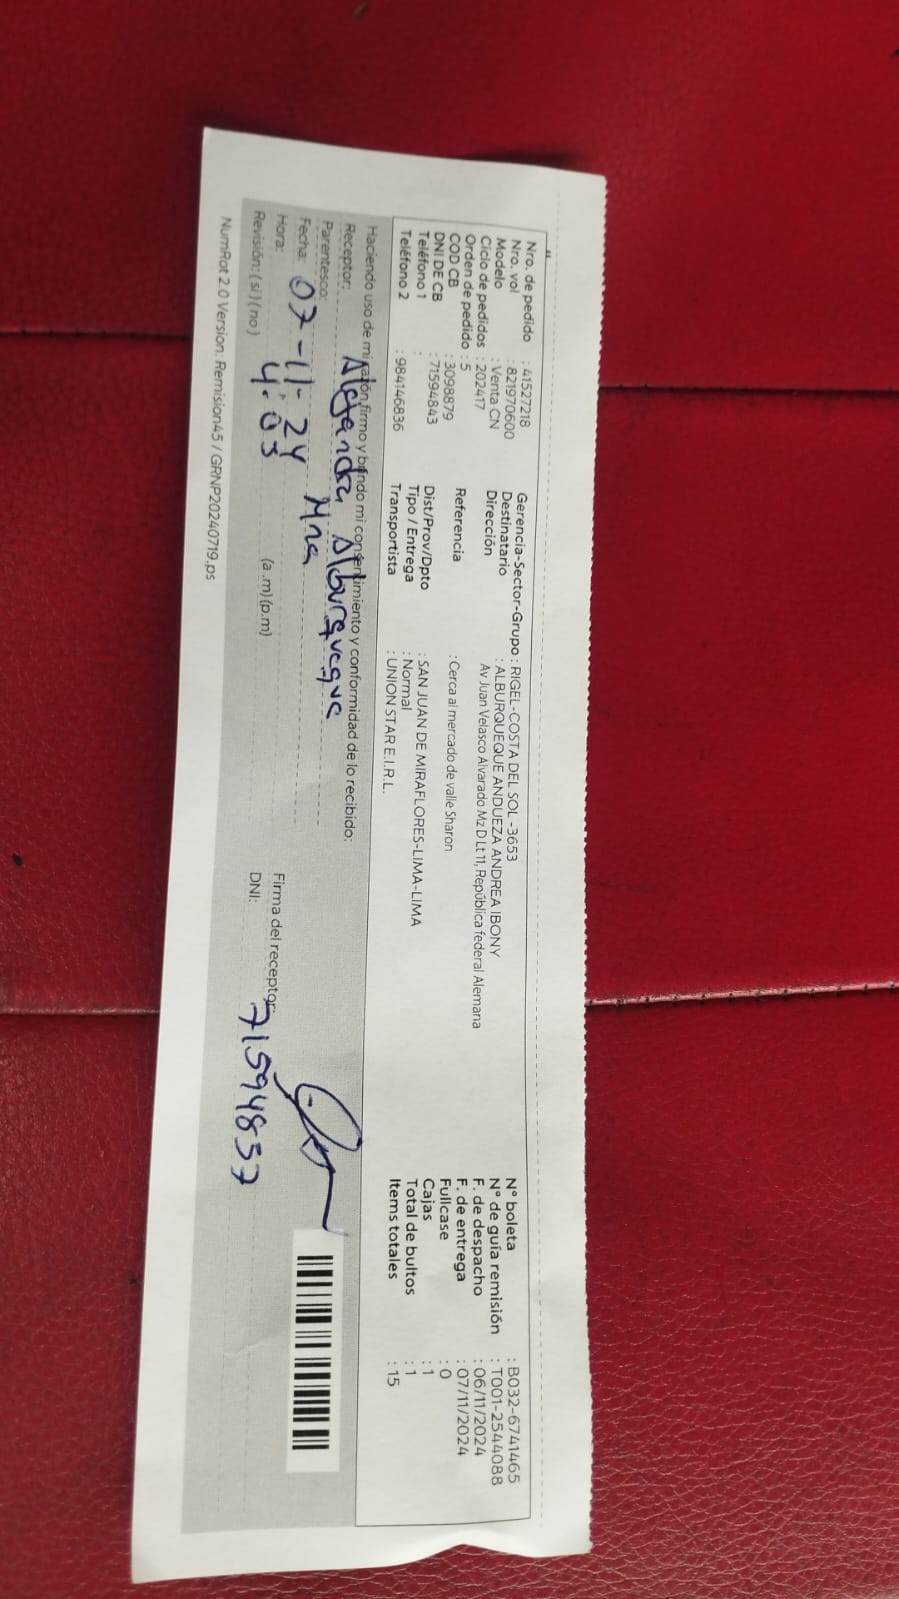 Nro. de pedido : 41527218
Nro. vol : 821970600
Modelo : Venta CN
Ciclo de pedidos : 202417
Orden de pedido : 5
COD CB : 3098879
DNI DE CB : 71594843
Teléfono 1 :
Teléfono 2 : 984146836
Gerencia-Sector-Grupo : RIGEL-COSTA DEL SOL -3653
Destinatario : ALBURQUEQUE ANDUEZA ANDREA IBONY
Dirección Av Juan Velasco Alvarado Mz D Lt 11, República federal Alemana
Referencia : Cerca al mercado de valle Sharon
Dist/Prov/Dpto : SAN JUAN DE MIRAFLORES-LIMA-LIMA
Tipo / Entrega : Normal
Transportista : UNION STAR E.I.R.L.
N° boleta : B032-6741465
N° de guía remisión : T001-2544088
F. de despacho : 06/11/2024
F. de entrega : 07/11/2024
Fullcase : 0
Cajas : 1
Total de bultos : 1
Items totales : 15
Haciendo uso de mi razón firmo y brindo mi consentimiento y conformidad de lo recibido:
Receptor: Alburqueque
Parentesco:
Fecha: 07-11-24
Hora: 4:03 (a.m) (p.m)
Revisión: (si) (no)
Firma del receptor:
DNI: 71594857
NumRot 2.0 Version. Remision45 / GRNP20240719.ps